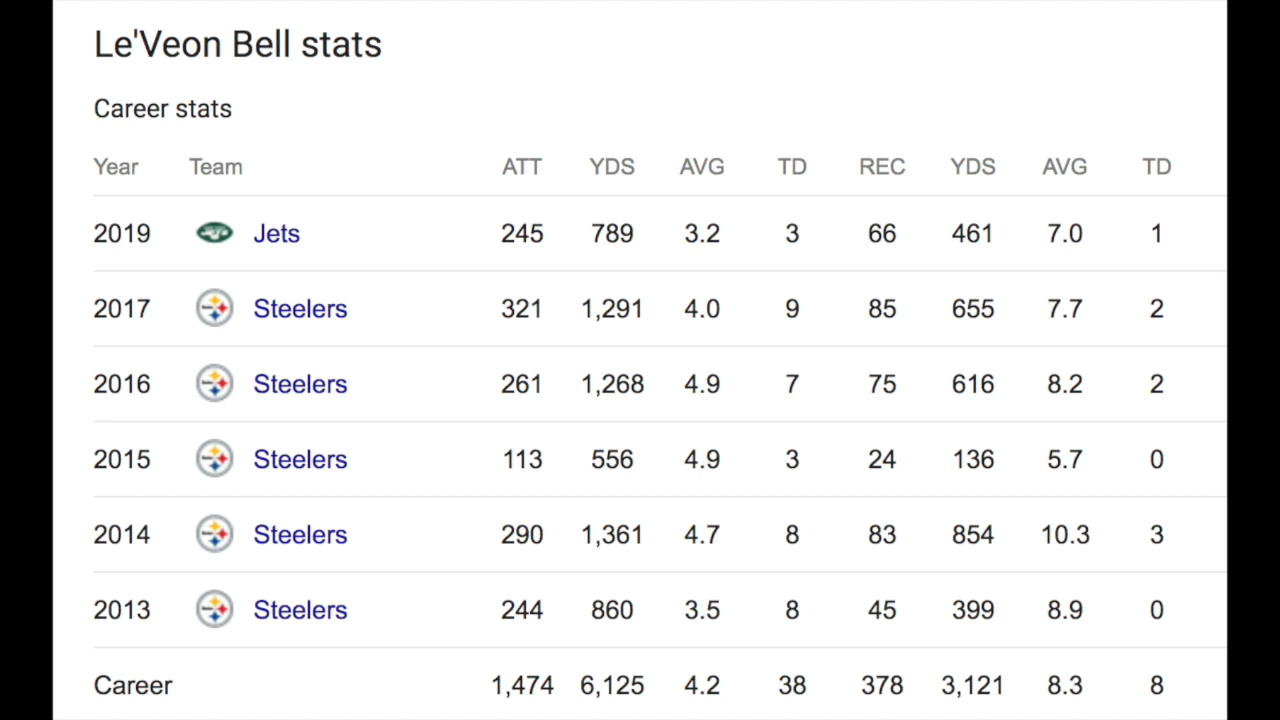 Le'Veon Bell stats
Career stats
Year Team ATT YDS AVG TD REC YDS AVG TD
2019 Jets 245 789 3.2 3 66 461 7.0 1
2017 Steelers 321 1,291 4.0 9 85 655 7.7 2
2016 Steelers 261 1,268 4.9 7 75 616 8.2 2
2015 Steelers 113 556 4.9 3 24 136 5.7 0
2014 Steelers 290 1,361 4.7 8 83 854 10.3 3
2013 Steelers 244 860 3.5 8 45 399 8.9 0
Career 1,474 6,125 4.2 38 378 3,121 8.3 8